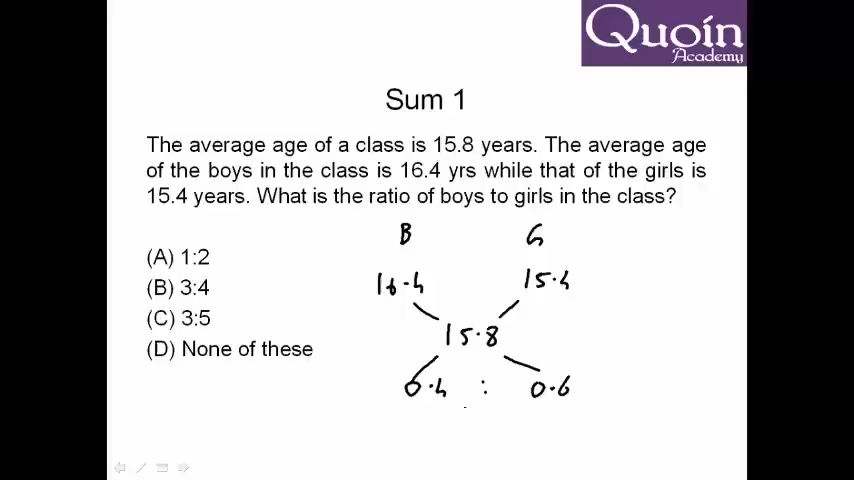 Quoin
Academy
Sum 1
The average age of a class is 15.8 years. The average age
of the boys in the class is 16.4 yrs while that of the girls is
15.4 years. What is the ratio of boys to girls in the class?
B G
(A) 1:2
16.4 15.4
(B) 3:4
(C) 3:5
15.8
(D) None of these
0.4 : 0.6